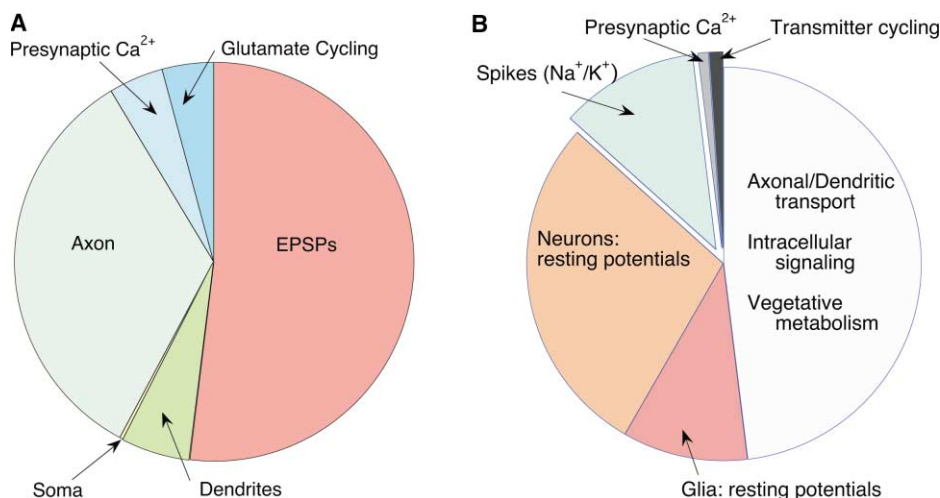 A
Presynaptic Ca²⁺
Glutamate Cycling
Axon
EPSPs
Soma
Dendrites
B
Presynaptic Ca²⁺
Transmitter cycling
Spikes (Na⁺/K⁺)
Axonal/Dendritic
transport
Neurons:
resting potentials
Intracellular
signaling
Vegetative
metabolism
Glia: resting potentials